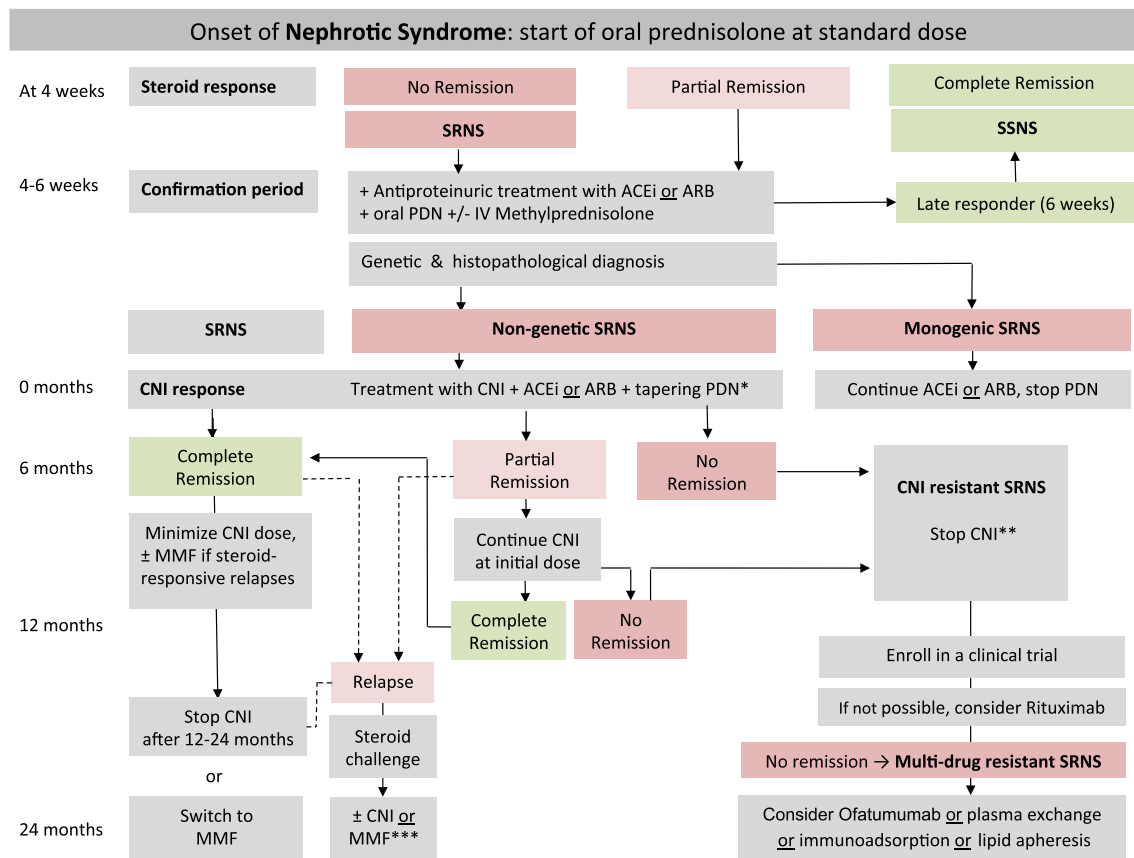 Onset of Nephrotic Syndrome: start of oral prednisolone at standard dose
At 4 weeks
Steroid response
No Remission
Partial Remission
Complete Remission
SRNS
SSNS
4-6 weeks
Confirmation period
+ Antiproteinuric treatment with ACEi or ARB
+ oral PDN +/- IV Methylprednisolone
Late responder (6 weeks)
Genetic & histopathological diagnosis
SRNS
Non-genetic SRNS
Monogenic SRNS
0 months
CNI response
Treatment with CNI + ACEi or ARB + tapering PDN*
Continue ACEi or ARB, stop PDN
6 months
Complete
Remission
Partial
Remission
No
Remission
CNI resistant SRNS
Stop CNI**
Minimize CNI dose,
± MMF if steroid-
responsive relapses
Continue CNI
at initial dose
12 months
Complete
Remission
No
Remission
Enroll in a clinical trial
Relapse
If not possible, consider Rituximab
Stop CNI
after 12-24 months
Steroid
challenge
No remission → Multi-drug resistant SRNS
or
24 months
Switch to
MMF
± CNI or
MMF***
Consider Ofatumumab or plasma exchange
or immunoadsorption or lipid apheresis